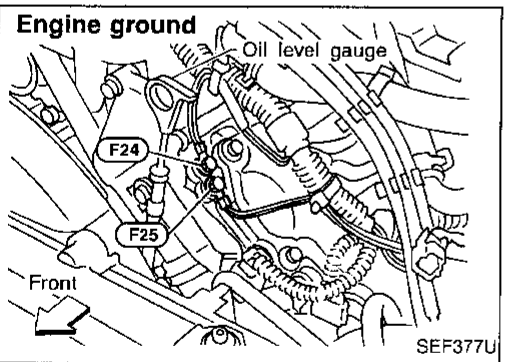 Engine ground
Oil level gauge
F24
F25
Front
SEF377U